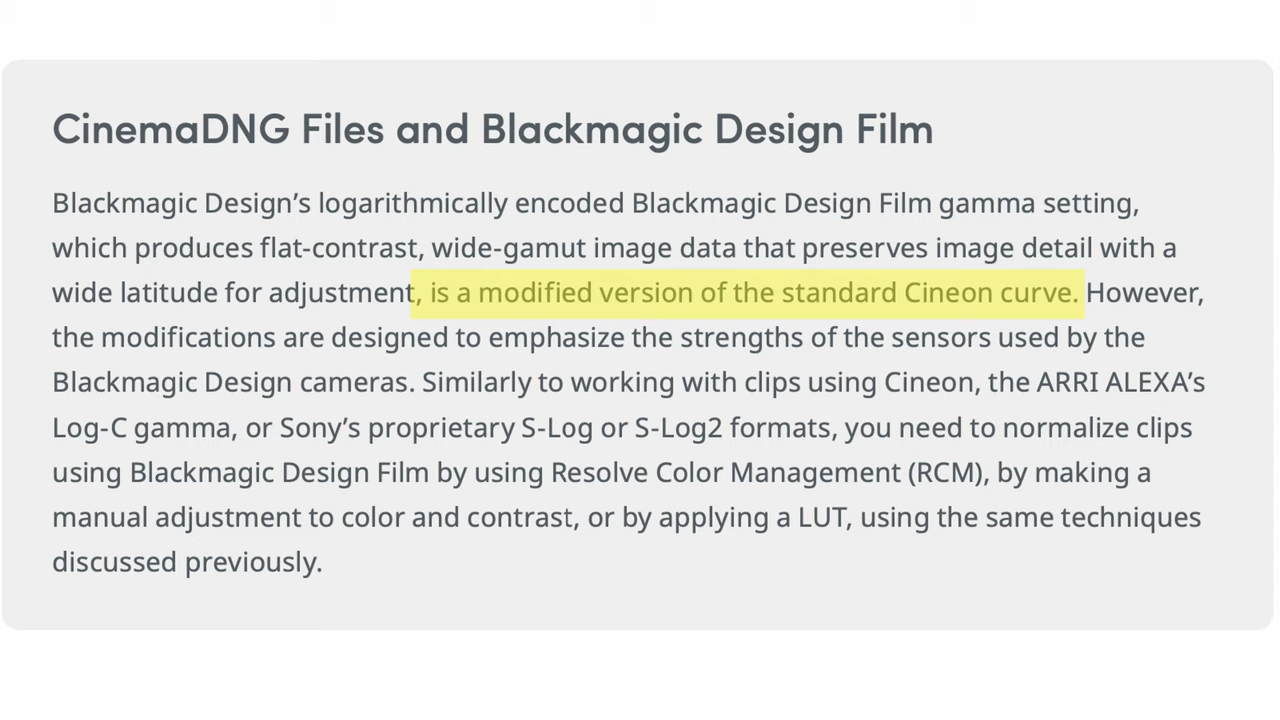 CinemaDNG Files and Blackmagic Design Film
Blackmagic Design’s logarithmically encoded Blackmagic Design Film gamma setting,
which produces flat-contrast, wide-gamut image data that preserves image detail with a
wide latitude for adjustment, is a modified version of the standard Cineon curve. However,
the modifications are designed to emphasize the strengths of the sensors used by the
Blackmagic Design cameras. Similarly to working with clips using Cineon, the ARRI ALEXA’s
Log-C gamma, or Sony’s proprietary S-Log or S-Log2 formats, you need to normalize clips
using Blackmagic Design Film by using Resolve Color Management (RCM), by making a
manual adjustment to color and contrast, or by applying a LUT, using the same techniques
discussed previously.